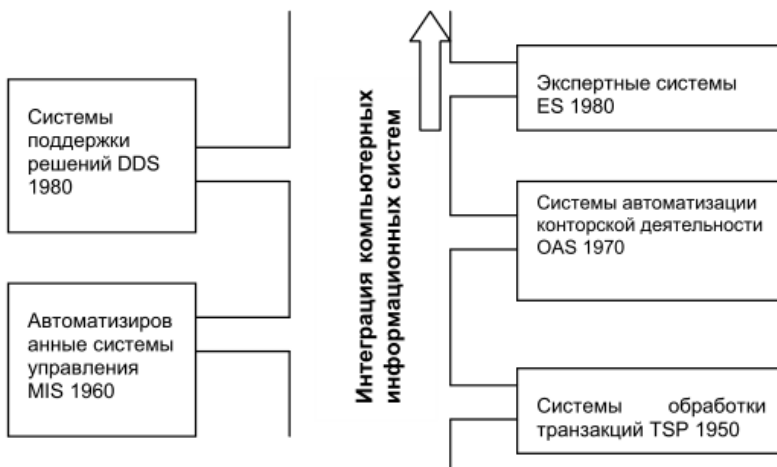 Системы
поддержки
решений DDS
1980
Автоматизиров
анные системы
управления
MIS 1960
Интеграция компьютерных
информационных систем
Экспертные системы
ES 1980
Системы автоматизации
конторской деятельности
OAS 1970
Системы обработки
транзакций TSP 1950